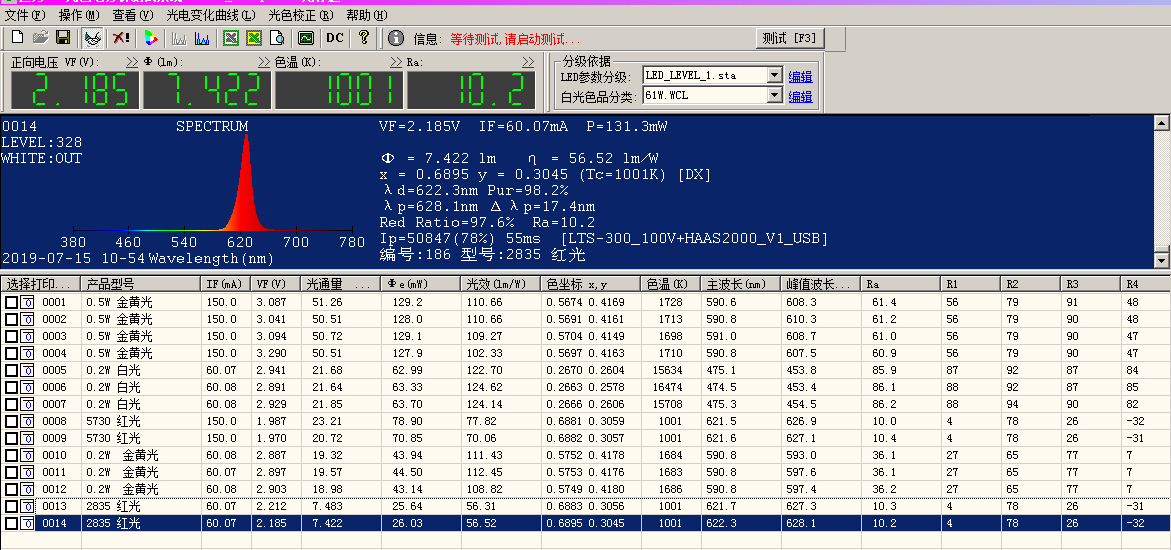 文件(F) 操作(M) 查看(V) 光电变化曲线(L) 光色校正(R) 帮助(H)
DC ? 信息: 等待测试,请启动测试... 测试 [F3]
正向电压 VF(V): >> Φ (lm): >> 色温(K): >> Ra: >>
2.185 7.422 1001 10.2
分级依据
LED参数分级: LED_LEVEL_1.sta 编辑
白光色品分类: 61W.WCL 编辑
0014 SPECTRUM
LEVEL:328
WHITE:OUT
380 460 540 620 700 780
2019-07-15 10-54 Wavelength(nm)
VF=2.185V IF=60.07mA P=131.3mW
Φ = 7.422 lm η = 56.52 lm/W
x = 0.6895 y = 0.3045 (Tc=1001K) [DX]
λd=622.3nm Pur=98.2%
λp=628.1nm Δλp=17.4nm
Red Ratio=97.6% Ra=10.2
Ip=50847(78%) 55ms [LTS-300_100V+HAAS2000_V1_USB]
编号:186 型号:2835 红光
选择打印... 产品型号 IF(mA) VF(V) 光通量 ... Φe(mW) 光效(lm/W) 色坐标 x,y 色温(K) 主波长(nm) 峰值波长... Ra R1 R2 R3 R4
0001 0.5W 金黄光 150.0 3.087 51.26 129.2 110.66 0.5674 0.4169 1728 590.6 608.3 61.4 56 79 91 48
0002 0.5W 金黄光 150.0 3.041 50.51 128.0 110.66 0.5691 0.4161 1713 590.8 610.3 61.2 56 79 90 48
0003 0.5W 金黄光 150.0 3.094 50.72 129.1 109.27 0.5704 0.4149 1698 591.0 607.7 61.0 56 79 90 47
0004 0.5W 金黄光 150.0 3.290 50.51 127.9 102.33 0.5697 0.4163 1710 590.8 607.5 60.9 56 79 90 47
0005 0.2W 白光 60.07 2.941 21.68 62.99 122.70 0.2670 0.2604 15634 475.1 453.8 85.9 87 92 87 84
0006 0.2W 白光 60.08 2.891 21.64 63.33 124.62 0.2663 0.2578 16474 474.5 453.4 86.1 88 92 87 85
0007 0.2W 白光 60.08 2.929 21.85 63.70 124.14 0.2666 0.2606 15708 475.3 454.5 86.2 88 94 90 82
0008 5730 红光 150.0 1.987 23.21 78.90 77.82 0.6881 0.3059 1001 621.5 626.9 10.0 4 78 26 -32
0009 5730 红光 150.0 1.970 20.72 70.85 70.06 0.6882 0.3057 1001 621.5 627.1 10.4 4 78 26 -31
0010 0.2W 金黄光 60.08 2.887 19.32 43.94 111.43 0.5752 0.4178 1684 590.8 593.0 36.1 27 65 77 7
0011 0.2W 金黄光 60.07 2.897 19.57 44.50 112.45 0.5753 0.4176 1683 590.8 597.6 36.1 27 65 77 7
0012 0.2W 金黄光 60.08 2.903 18.98 43.14 108.82 0.5749 0.4180 1686 590.8 597.4 36.2 27 65 77 7
0013 2835 红光 60.07 2.212 7.483 25.64 56.31 0.6883 0.3056 1001 621.7 627.3 10.3 4 78 26 -31
0014 2835 红光 60.07 2.185 7.422 26.03 56.52 0.6895 0.3045 1001 622.3 628.1 10.2 4 78 26 -32